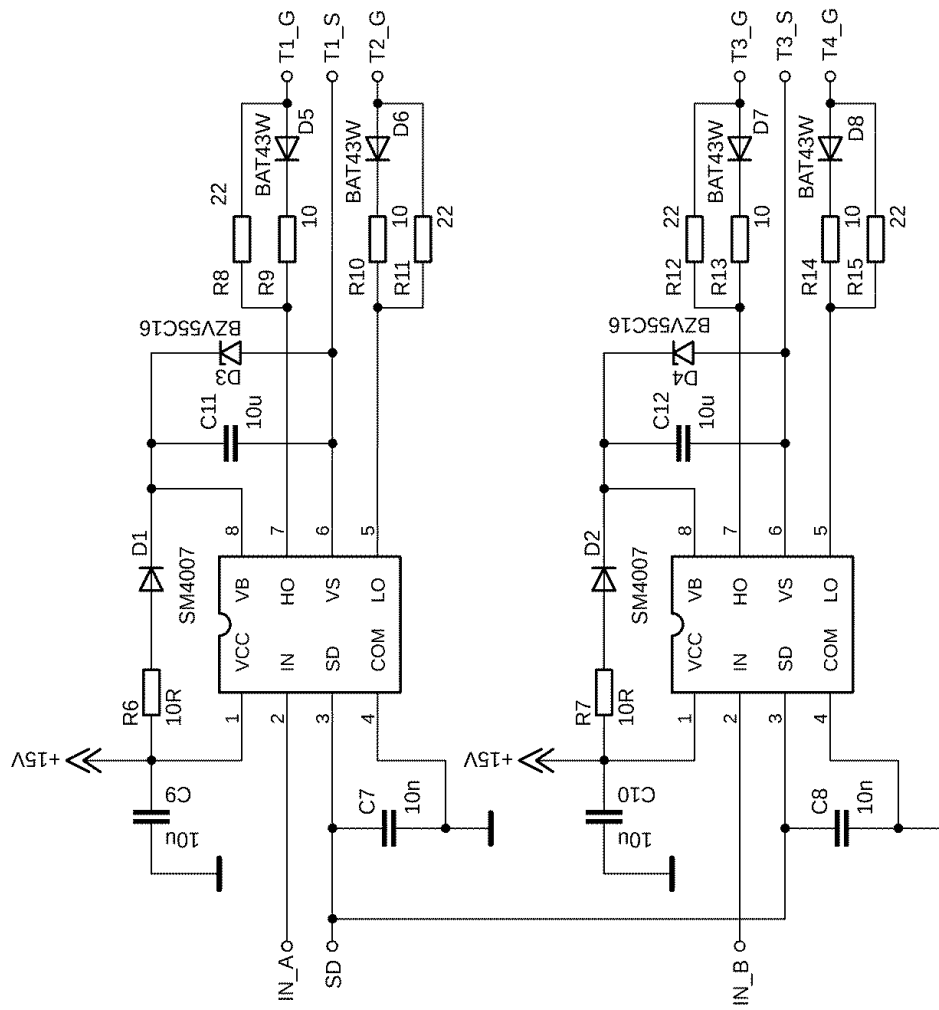 T1_G
T1_S
T2_G
T3_G
T3_S
T4_G
D5
BAT43W
D6
BAT43W
D7
BAT43W
D8
BAT43W
22
R8
10
R9
10
R10
22
R11
22
R12
10
R13
10
R14
22
R15
BZV55C16
D3
C11
10u
BZV55C16
D4
C12
10u
D1
SM4007
D2
SM4007
8
7
6
5
VB
HO
VS
LO
VCC
IN
SD
COM
1
2
3
4
8
7
6
5
VB
HO
VS
LO
VCC
IN
SD
COM
1
2
3
4
R6
10R
R7
10R
+15V
+15V
C9
10u
C10
10u
C7
10n
C8
10n
IN_A
SD
IN_B